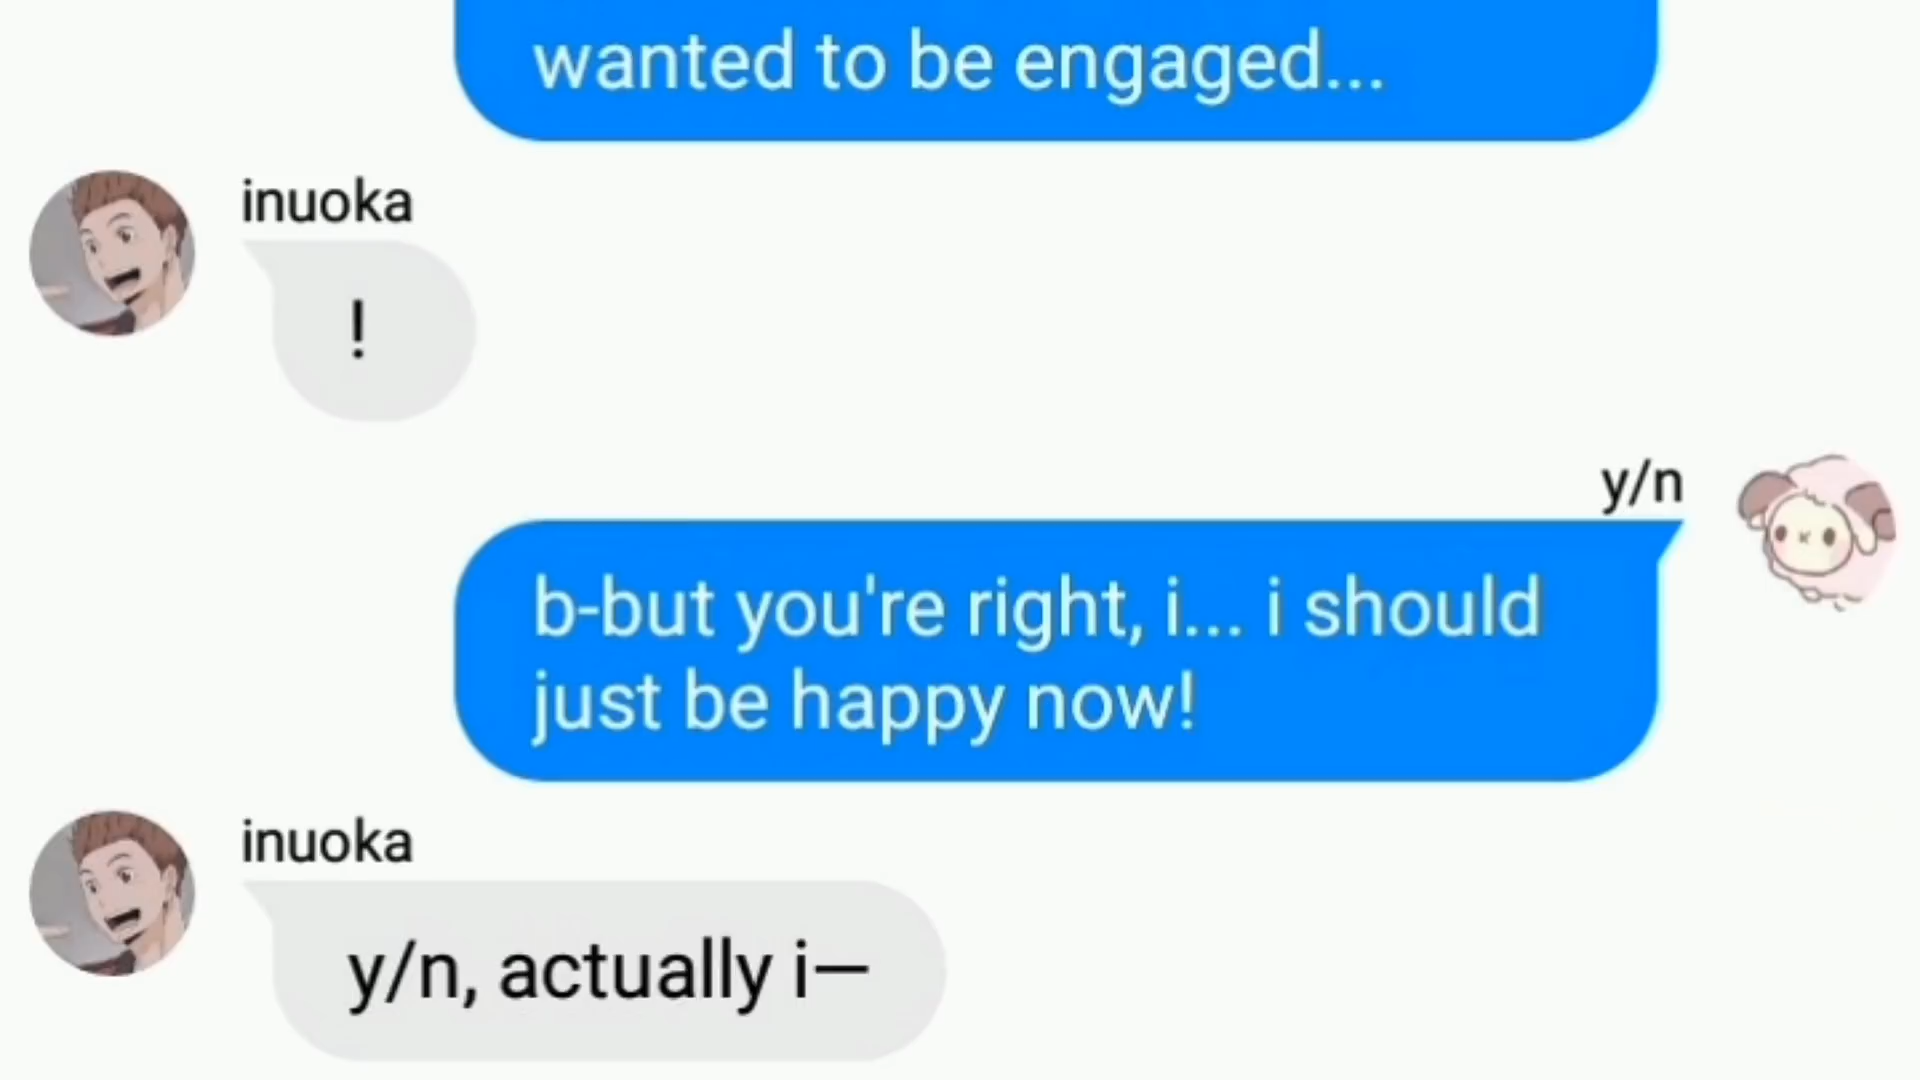 wanted to be engaged...
inuoka
!
y/n
b-but you're right, i... i should
just be happy now!
inuoka
y/n, actually i—